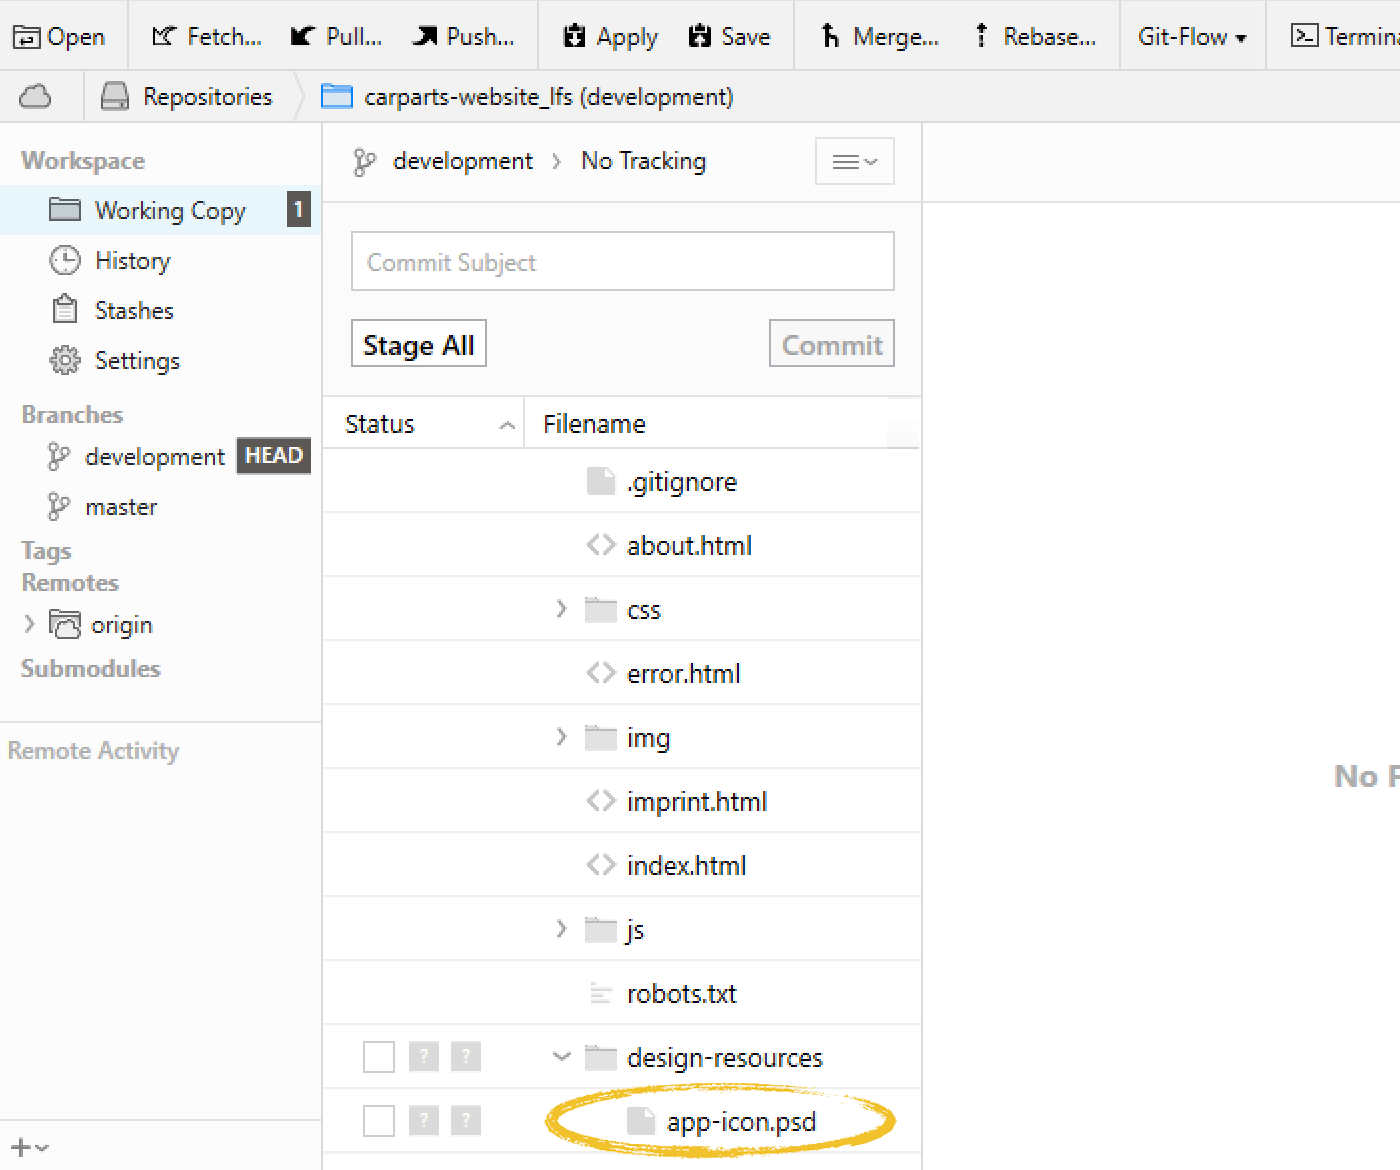 Open Fetch... Pull... Push... Apply Save Merge... Rebase... Git-Flow Termina
Repositories carparts-website_lfs (development)
Workspace
Working Copy 1
History
Stashes
Settings
Branches
development HEAD
master
Tags
Remotes
origin
Submodules
Remote Activity
development No Tracking
Commit Subject
Stage All Commit
Status Filename
.gitignore
about.html
css
error.html
img
imprint.html
index.html
js
robots.txt
? ? design-resources
? ? app-icon.psd
No